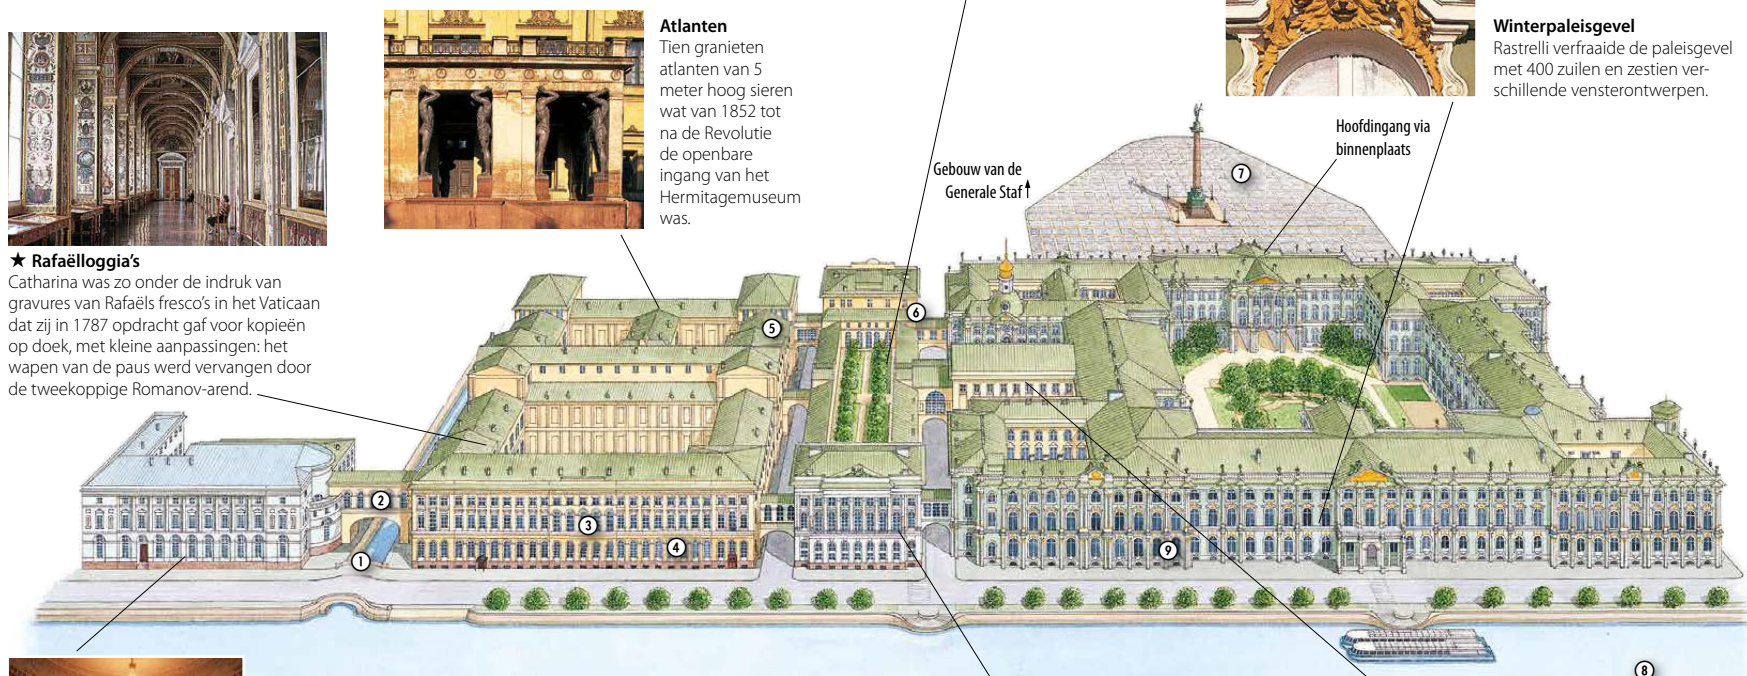 ★ Rafaëlloggia’s
Catharina was zo onder de indruk van
gravures van Rafaëls fresco’s in het Vaticaan
dat zij in 1787 opdracht gaf voor kopieën
op doek, met kleine aanpassingen: het
wapen van de paus werd vervangen door
de tweekoppige Romanov-arend.
Atlanten
Tien granieten
atlanten van 5
meter hoog sieren
wat van 1852 tot
na de Revolutie
de openbare
ingang van het
Hermitagemuseum
was.
Winterpaleisgevel
Rastrelli verfraaide de paleisgevel
met 400 zuilen en zestien ver-
schillende vensterontwerpen.
Hoofdingang via
binnenplaats
Gebouw van de
Generale Staf
7
6
5
2
3
4
1
9
8